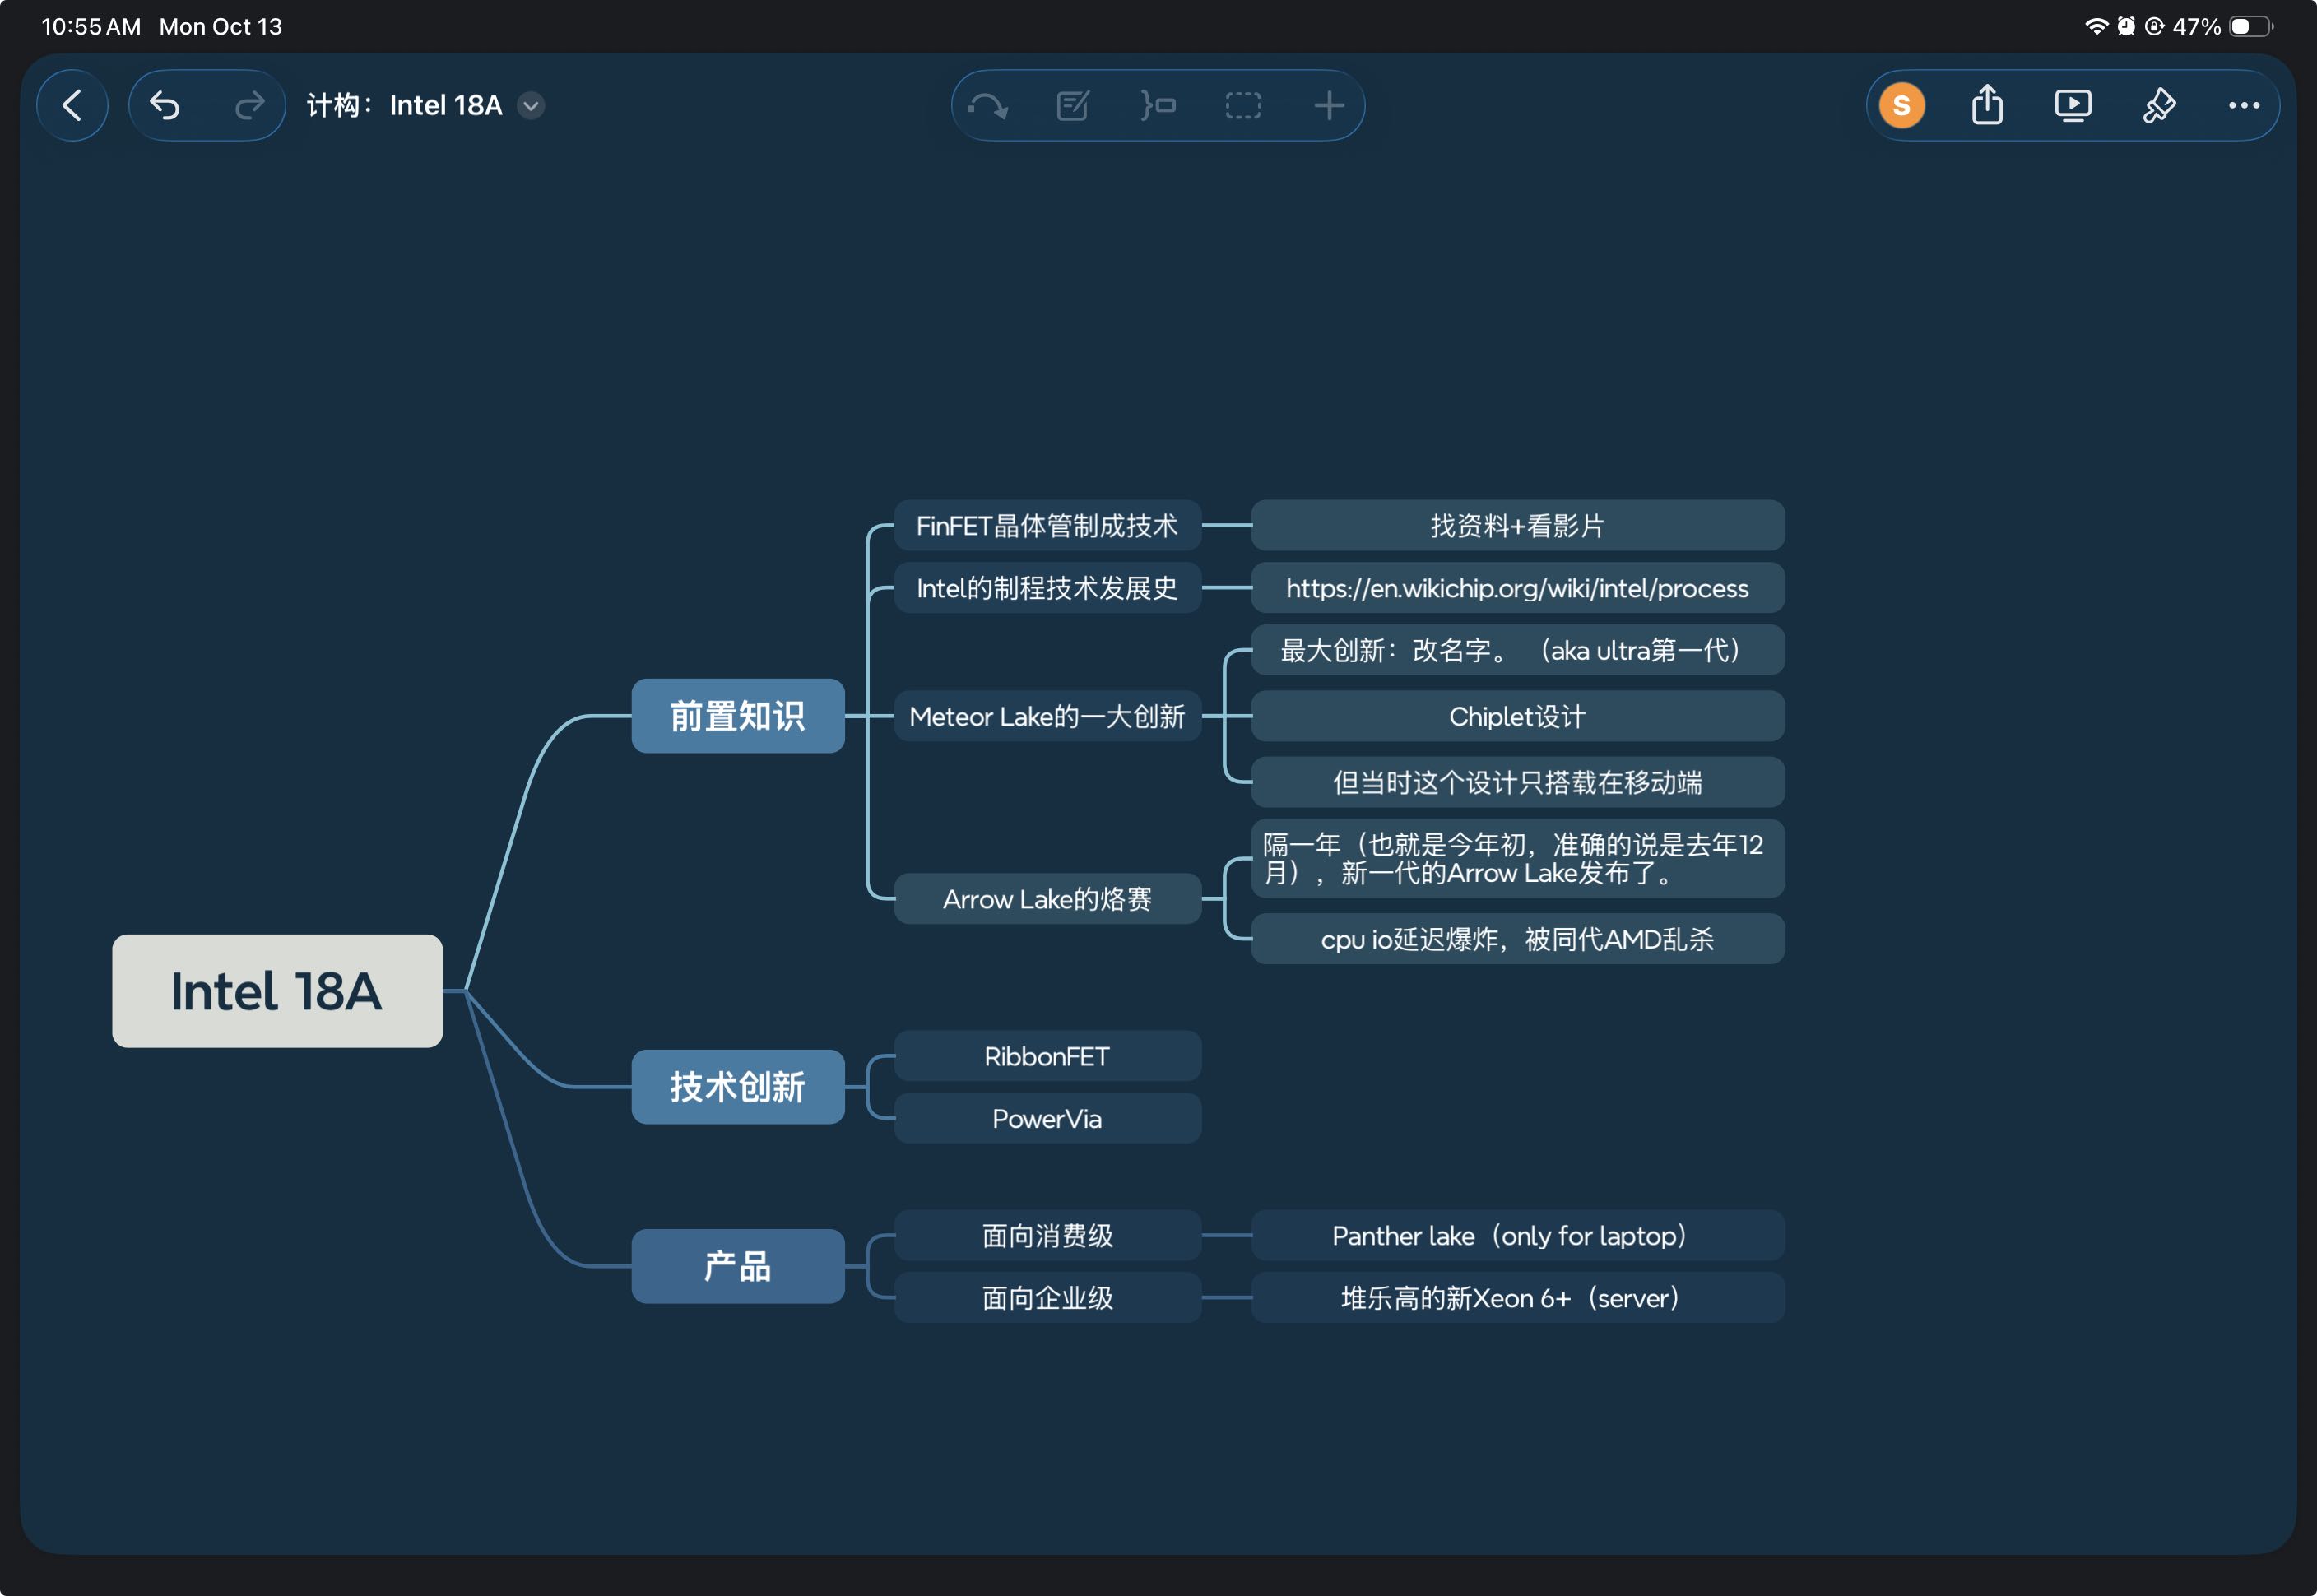 10:55 AM Mon Oct 13
47%
计构：Intel 18A
S
FinFET晶体管制成技术
找资料+看影片
Intel的制程技术发展史
https://en.wikichip.org/wiki/intel/process
最大创新：改名字。（aka ultra第一代）
前置知识
Meteor Lake的一大创新
Chiplet设计
但当时这个设计只搭载在移动端
隔一年（也就是今年初，准确的说是去年12
月），新一代的Arrow Lake发布了。
Arrow Lake的烙赛
cpu io延迟爆炸，被同代AMD乱杀
Intel 18A
RibbonFET
技术创新
PowerVia
面向消费级
Panther lake（only for laptop）
产品
面向企业级
堆乐高的新Xeon 6+（server）